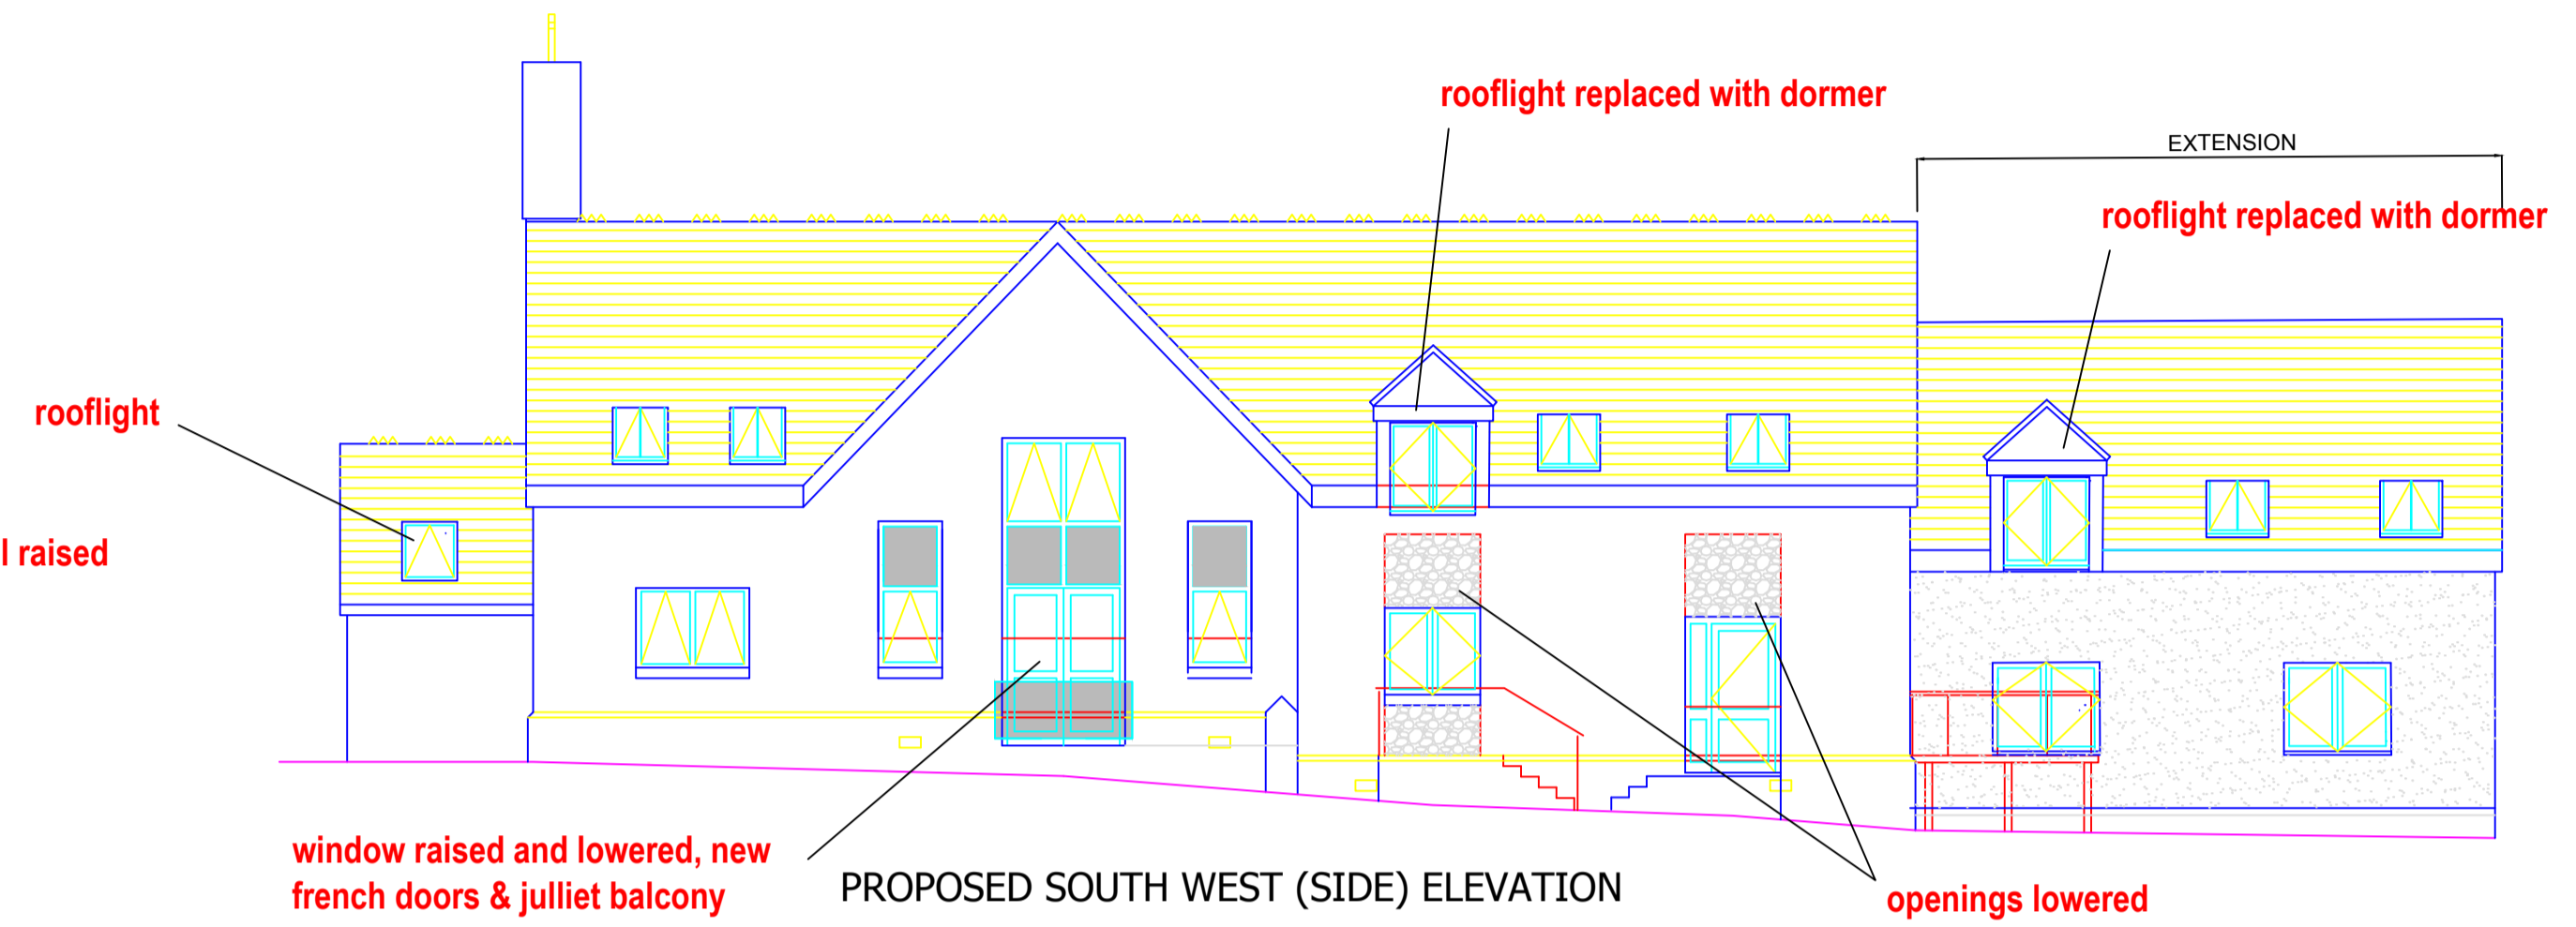 rooflight replaced with dormer
EXTENSION
rooflight replaced with dormer
rooflight
l raised
window raised and lowered, new
french doors & julliet balcony
PROPOSED SOUTH WEST (SIDE) ELEVATION
openings lowered